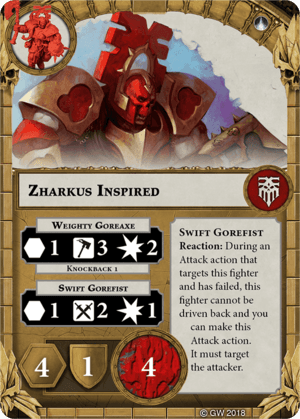 Zharkus Inspired
Weighty Goreaxe
1 3 2
Knockback 1
Swift Gorefist
1 2 1
Swift Gorefist
Reaction: During an
Attack action that
targets this fighter
and has failed, this
fighter cannot be
driven back and you
can make this
Attack action.
It must target
the attacker.
4 1 4
© GW 2018